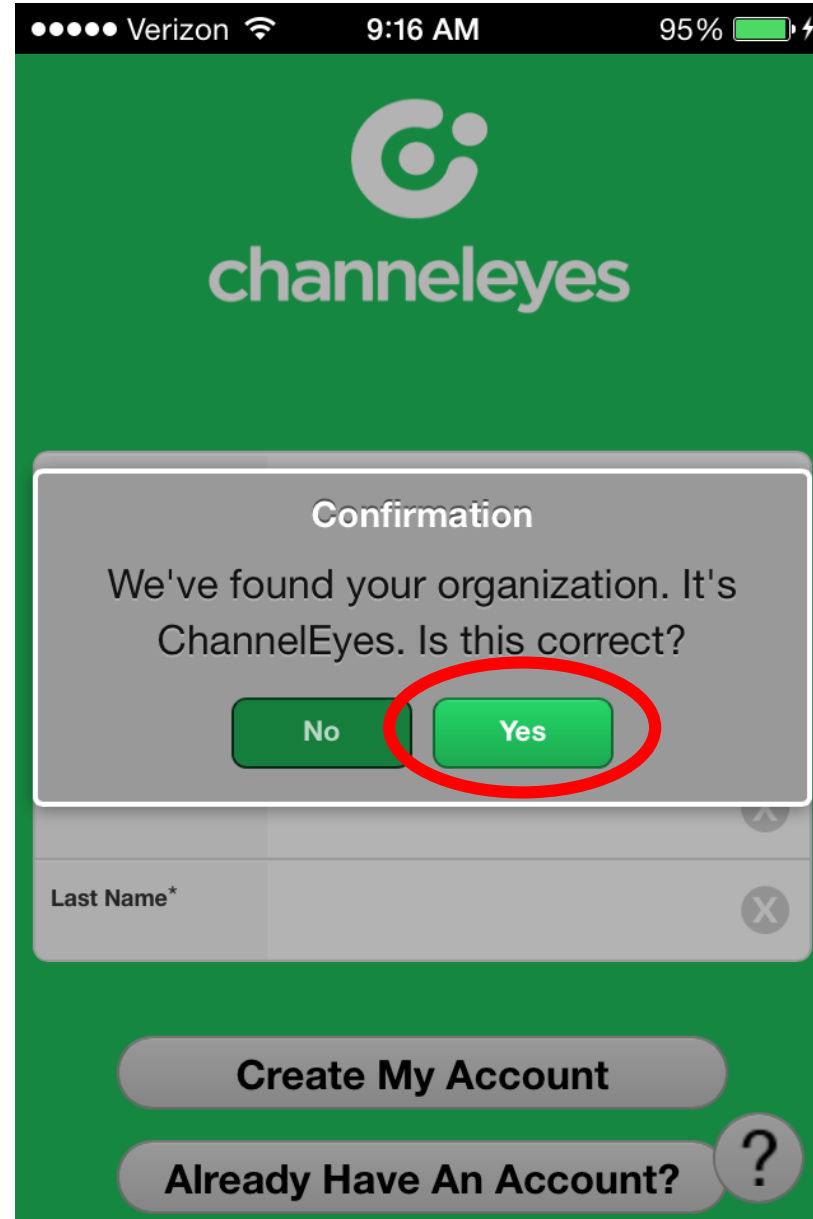 Verizon 9:16 AM 95%
channeleyes
Confirmation
We've found your organization. It's
ChannelEyes. Is this correct?
No Yes
X
Last Name* X
Create My Account
Already Have An Account? ?